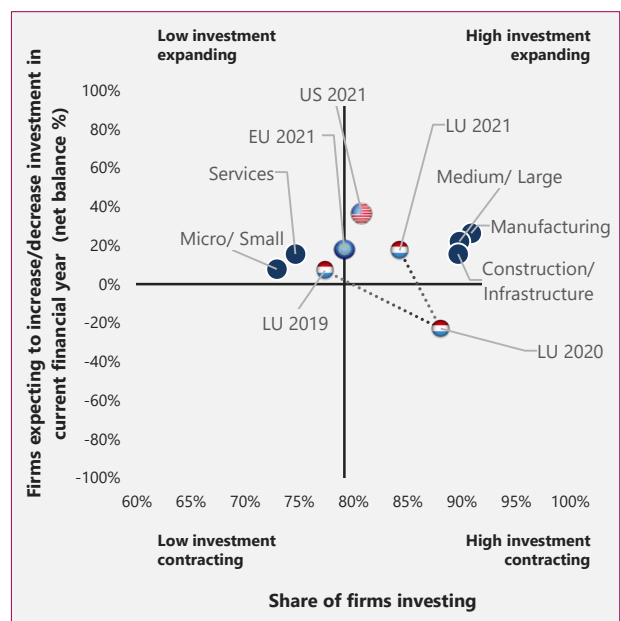 Low investment
expanding
High investment
expanding
Firms expecting to increase/decrease investment in
current financial year (net balance %)
100%
80%
60%
40%
20%
0%
-20%
-40%
-60%
-80%
-100%
US 2021
EU 2021
LU 2021
Services
Medium/ Large
Micro/ Small
Manufacturing
Construction/
Infrastructure
LU 2019
LU 2020
60% 65% 70% 75% 80% 85% 90% 95% 100%
Low investment
contracting
High investment
contracting
Share of firms investing